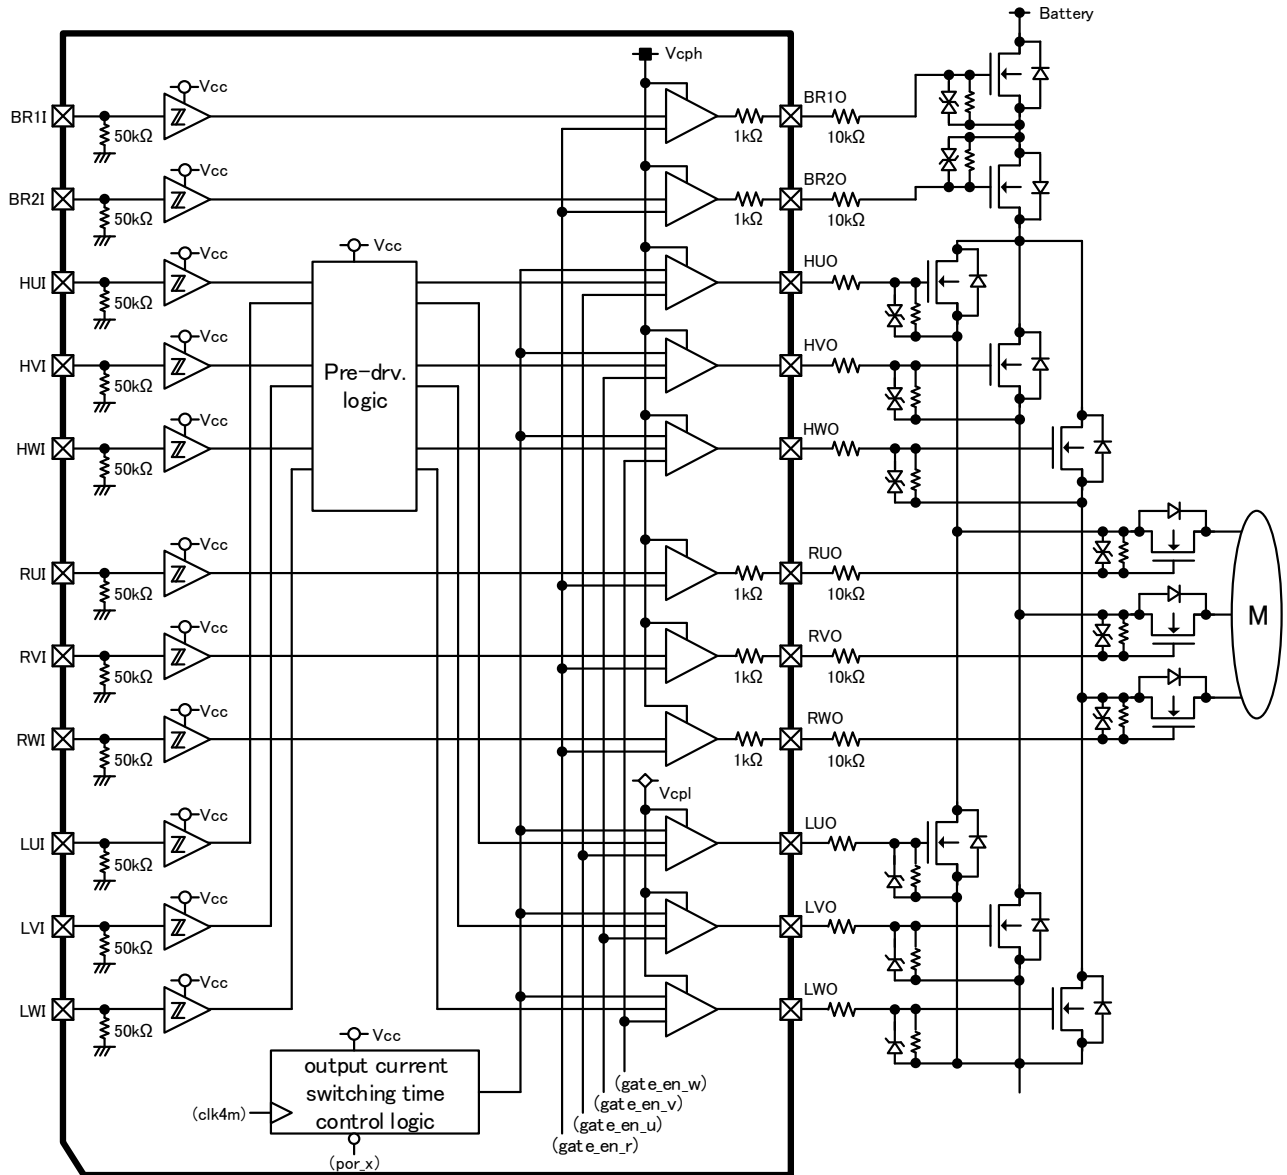 Battery
Vcph
Vcc
BR1I
50kΩ
1kΩ
BR1O
10kΩ
Vcc
BR2I
50kΩ
1kΩ
BR2O
10kΩ
Vcc
Vcc
HUI
50kΩ
HUO
Vcc
HVI
50kΩ
Pre-drv.
logic
HVO
Vcc
HWI
50kΩ
HWO
Vcc
RUI
50kΩ
1kΩ
RUO
10kΩ
M
Vcc
RVI
50kΩ
1kΩ
RVO
10kΩ
Vcc
RWI
50kΩ
1kΩ
RWO
10kΩ
Vcpl
Vcc
LUI
50kΩ
LUO
Vcc
LVI
50kΩ
LVO
Vcc
LWI
50kΩ
LWO
Vcc
output current
switching time
control logic
(clk4m)
(por_x)
(gate_en_w)
(gate_en_v)
(gate_en_u)
(gate_en_r)